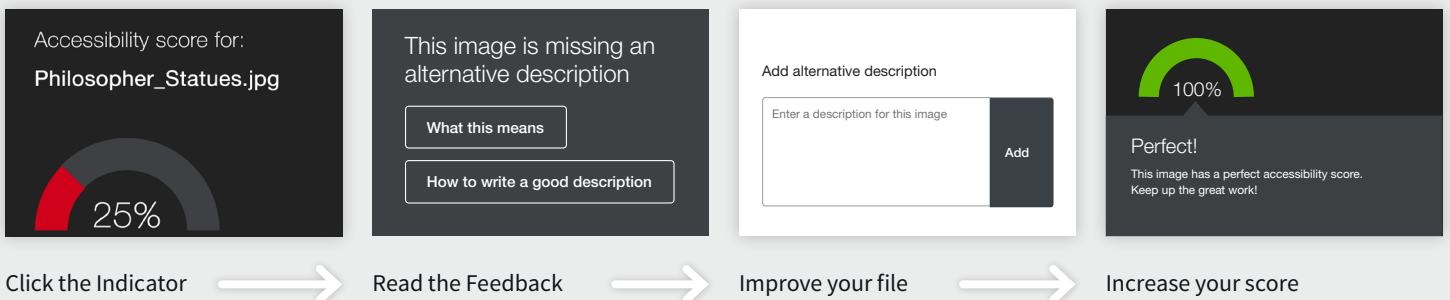 Accessibility score for:
Philosopher_Statues.jpg
25%
Click the Indicator
This image is missing an
alternative description
What this means
How to write a good description
Read the Feedback
Add alternative description
Enter a description for this image
Add
Improve your file
100%
Perfect!
This image has a perfect accessibility score.
Keep up the great work!
Increase your score